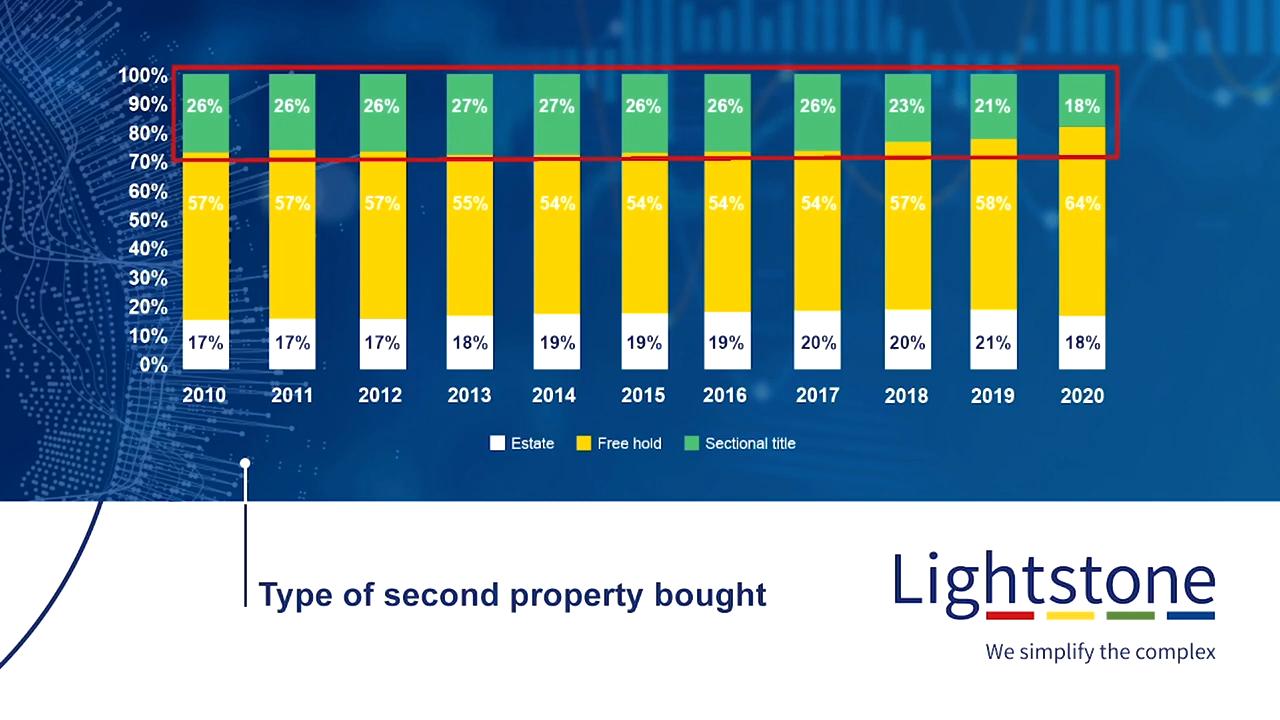 100% 26% 26% 26% 27% 27% 26% 26% 26% 23% 21% 18%
90%
80%
70%
60% 57% 57% 57% 55% 54% 54% 54% 54% 57% 58% 64%
50%
40%
30%
20%
10% 17% 17% 17% 18% 19% 19% 19% 20% 20% 21% 18%
0%
2010 2011 2012 2013 2014 2015 2016 2017 2018 2019 2020
Estate Free hold Sectional title
Type of second property bought
Lightstone
We simplify the complex